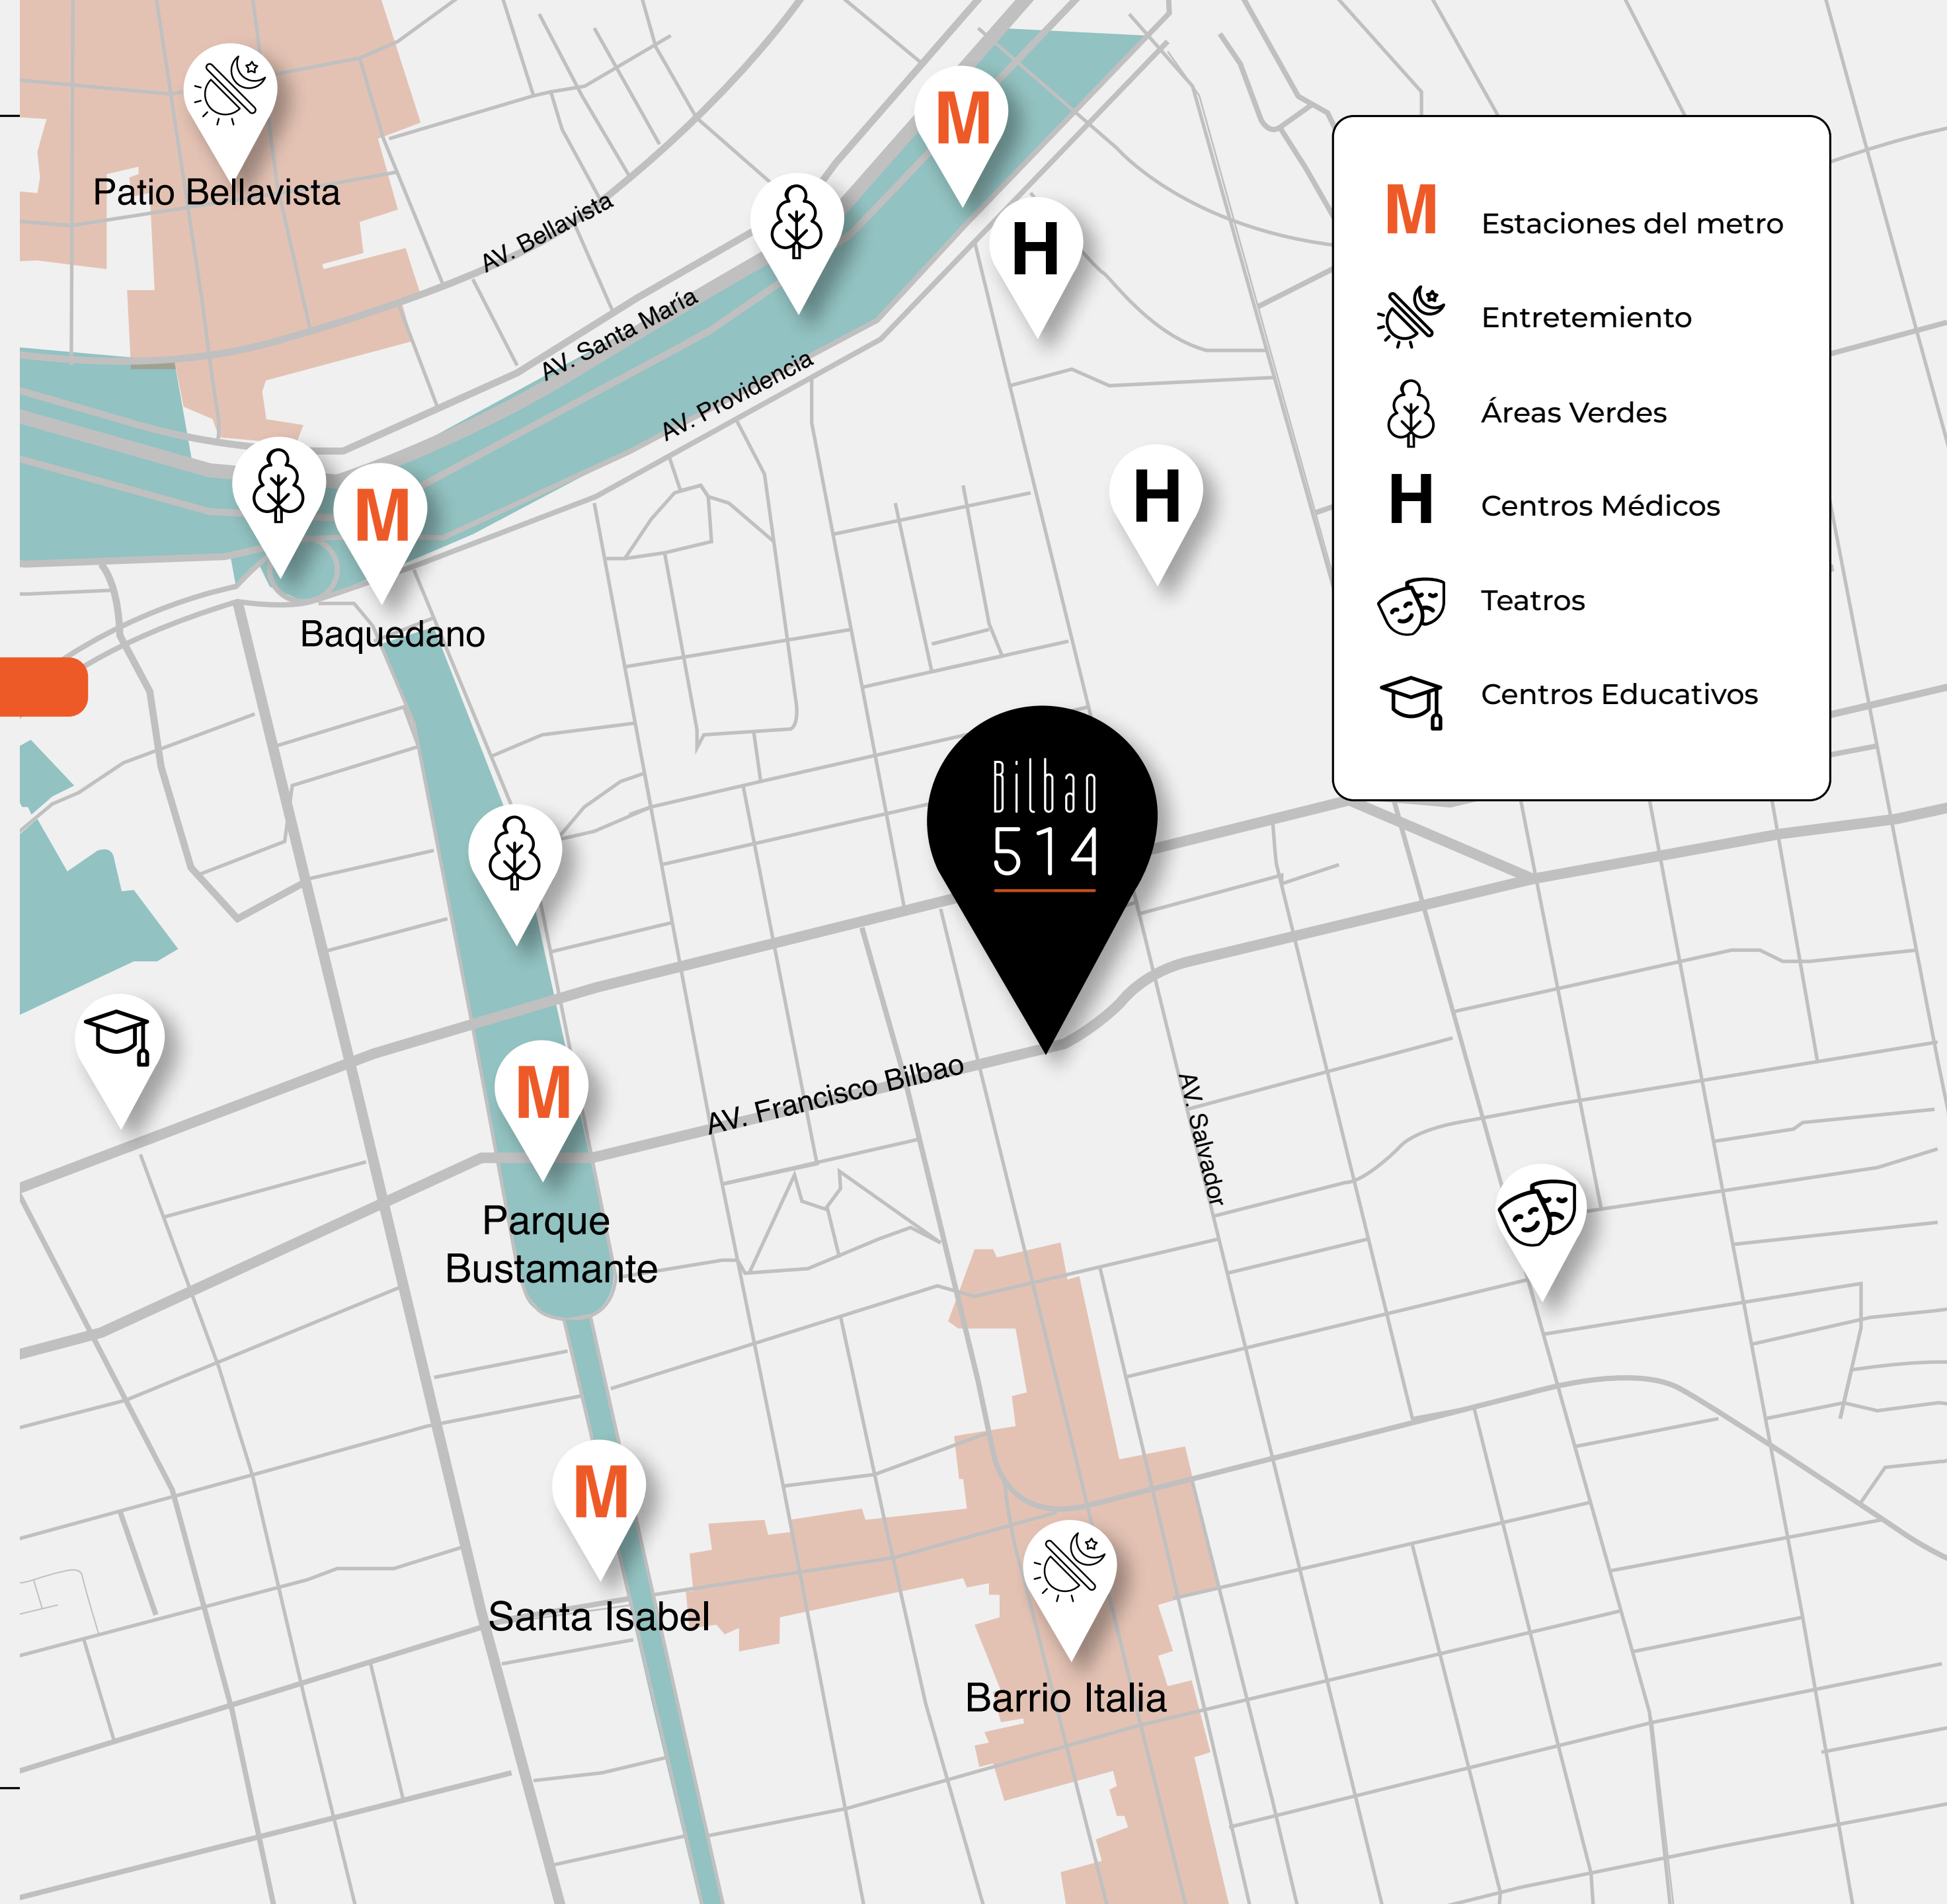 Patio Bellavista
AV. Bellavista
AV. Santa María
AV. Providencia
M
H
M
H
Baquedano
M
Estaciones del metro
Entretemiento
Áreas Verdes
H
Centros Médicos
Teatros
Centros Educativos
Bilbao
514
AV. Francisco Bilbao
AV. Salvador
M
Parque
Bustamante
M
Santa Isabel
Barrio Italia